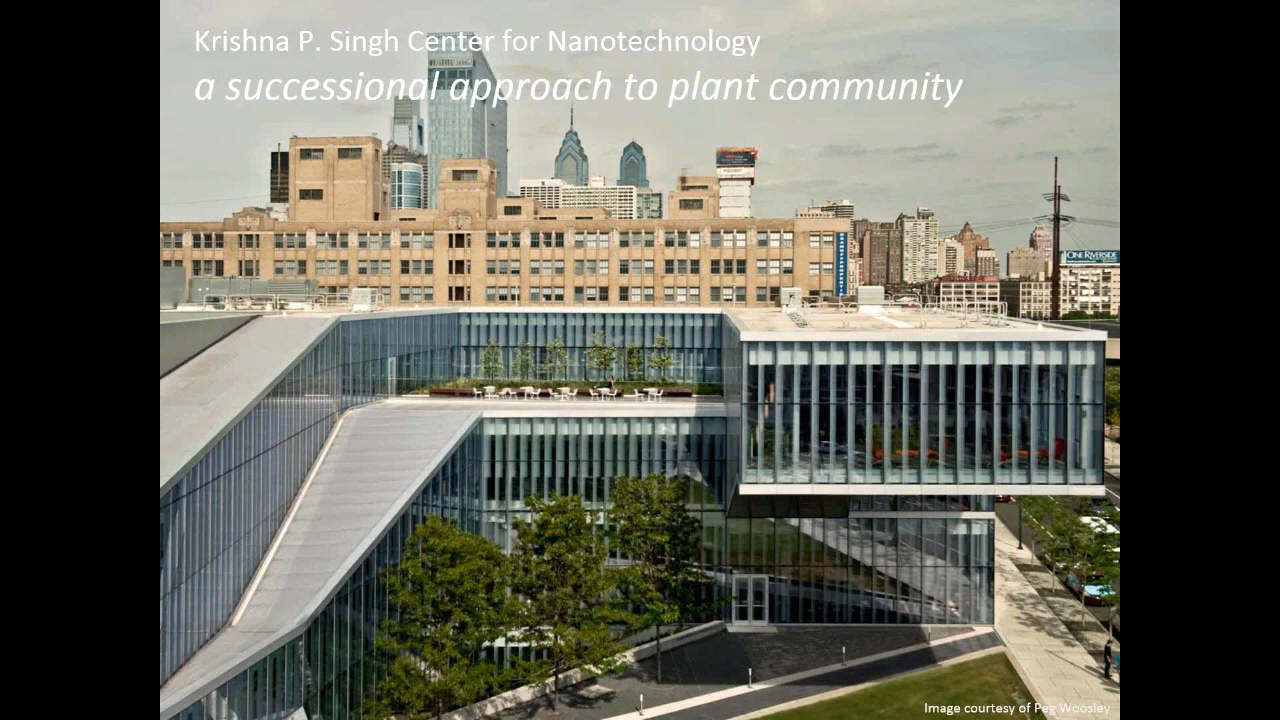 Krishna P. Singh Center for Nanotechnology
a successional approach to plant community
ONE RIVERSIDE
Image courtesy of Peg Woosley